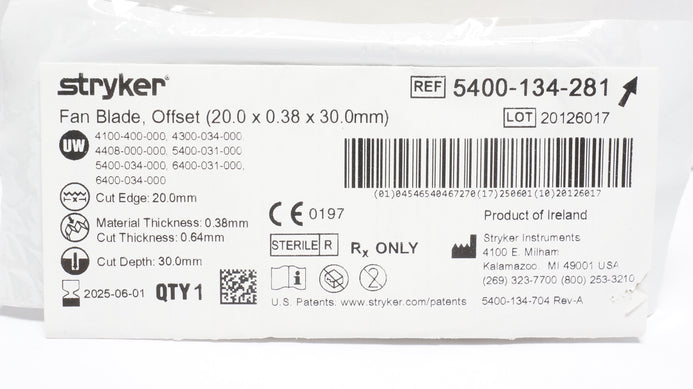 stryker®
REF 5400-134-281
Fan Blade, Offset (20.0 x 0.38 x 30.0mm)
LOT 20126017
UW
4100-400-000, 4300-034-000,
4408-000-000, 5400-031-000
5400-034-000, 6400-031-000,
6400-034-000
(01)04546540467270(17)250601(10)20126017
Cut Edge: 20.0mm
Material Thickness: 0.38mm
Cut Thickness: 0.64mm
Cut Depth: 30.0mm
2025-06-01 QTY 1
CE 0197
STERILE R
Rx ONLY
i
2
U.S. Patents: www.stryker.com/patents
Product of Ireland
Stryker Instruments
4100 E. Milham
Kalamazoo, MI 49001 USA
(269) 323-7700 (800) 253-3210
5400-134-704 Rev-A